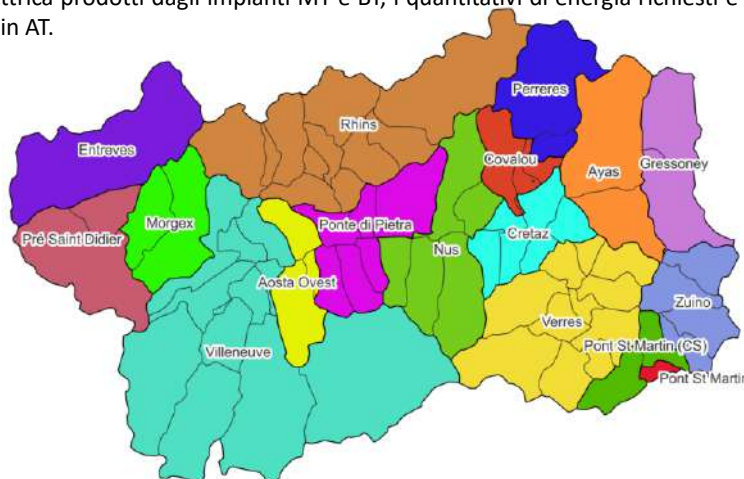 ttrica prodotti dagli impianti MT e BT, i quantitativi di energia richiesti e
in AT.
Perreres
Rhins
Entreves
Covalou
Ayas
Gressoney
Morgex
Ponte di Pietra
Pré Saint Didier
Cretaz
Nus
Aosta Ovest
Zuino
Verres
Villeneuve
Pont St Martin (CS)
Pont St Martin